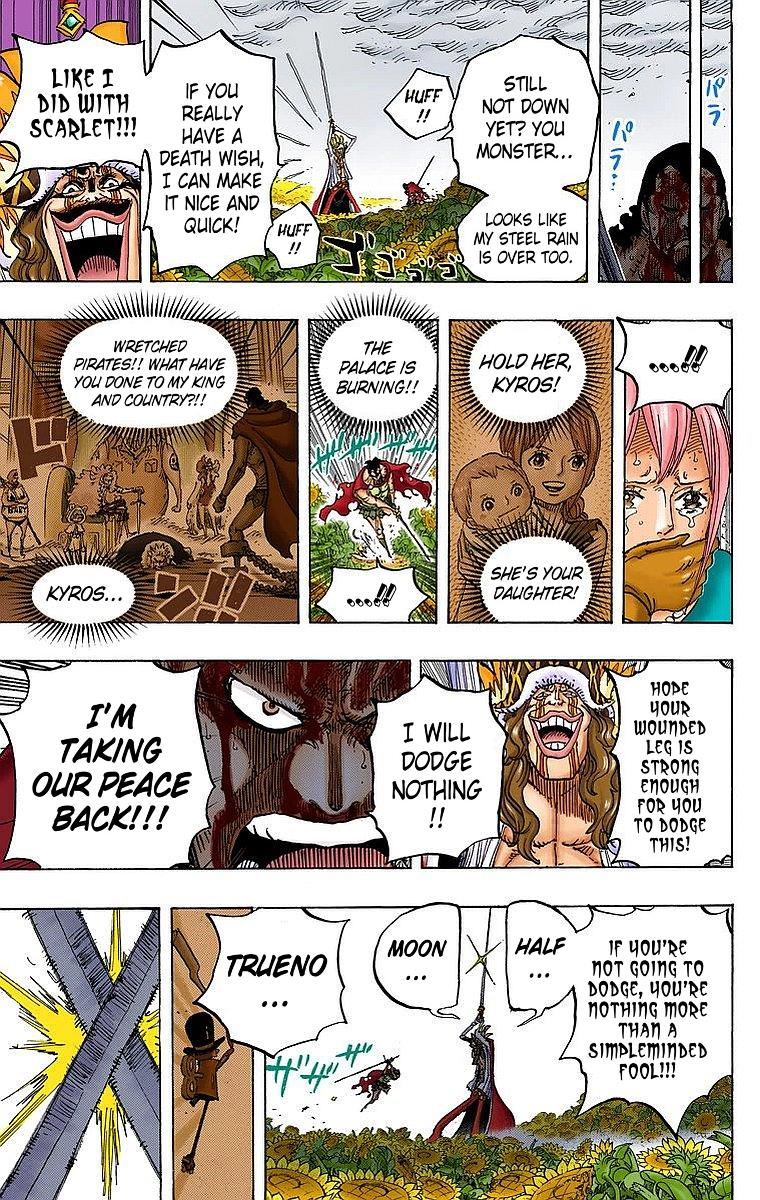 パラ
パラ
STILL
NOT DOWN
YET? YOU
MONSTER...
LOOKS LIKE
MY STEEL RAIN
IS OVER TOO.
HUFF
!!
HUFF
!!
IF YOU
REALLY
HAVE A
DEATH WISH,
I CAN MAKE
IT NICE AND
QUICK!
LIKE I
DID WITH
SCARLET!!!
...!!
HOLD HER,
KYROS!
SHE'S YOUR
DAUGHTER!
THE
PALACE IS
BURNING!!
...!!
WRETCHED
PIRATES!! WHAT HAVE
YOU DONE TO MY KING
AND COUNTRY?!!
KYROS...
HOPE
YOUR
WOUNDED
LEG IS
STRONG
ENOUGH
FOR YOU
TO DODGE
THIS!
I WILL
DODGE
NOTHING
!!
I'M
TAKING
OUR PEACE
BACK!!!
IF YOU'RE
NOT GOING TO
DODGE, YOU'RE
NOTHING MORE
THAN A
SIMPLEMINDED
FOOL!!!
HALF
...
MOON
...
TRUENO
...